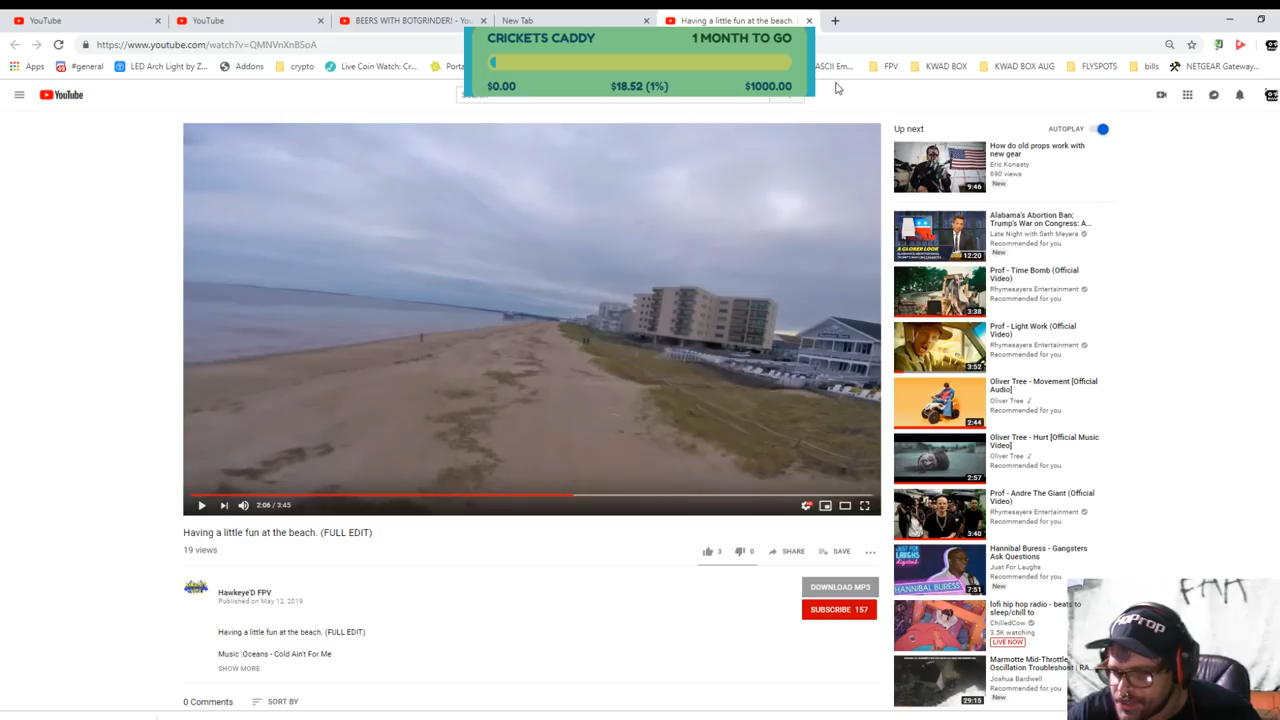 YouTube
YouTube
BEERS WITH BOTGRINDER! - You
New Tab
Having a little fun at the beach.
https://www.youtube.com/watch?v=QMNVnXnBSoA
Apps
#general
LED Arch Light by Z...
Addons
crypto
Live Coin Watch: Cr...
ASCII Em...
FPV
KWAD BOX
KWAD BOX AUG
FLYSPOTS
bills
NETGEAR Gateway...
CRICKETS CADDY
1 MONTH TO GO
$0.00
$18.52 (1%)
$1000.00
YouTube
Up next
AUTOPLAY
How do old props work with
new gear
Eric Konasty
690 views
New
9:46
Alabama's Abortion Ban;
Trump's War on Congress: A...
Late Night with Seth Meyers
Recommended for you
New
A CLOSER LOOK
12:20
Prof - Time Bomb (Official
Video)
Rhymesayers Entertainment
Recommended for you
3:38
Prof - Light Work (Official
Video)
Rhymesayers Entertainment
Recommended for you
3:52
Oliver Tree - Movement [Official
Audio]
Oliver Tree
Recommended for you
2:44
Oliver Tree - Hurt [Official Music
Video]
Oliver Tree
Recommended for you
2:57
Prof - Andre The Giant (Official
Video)
Rhymesayers Entertainment
Recommended for you
3:40
Hannibal Buress - Gangsters
Ask Questions
Just For Laughs
Recommended for you
New
JUST FOR
LAUGHS
HANNIBAL BURESS
7:51
lofi hip hop radio - beats to
sleep/chill to
ChilledCow
3.5K watching
LIVE NOW
Marmotte Mid-Throttle
Oscillation Troubleshoot | RA
Joshua Bardwell
Recommended for you
New
29:15
2:06 / 3:45
Having a little fun at the beach. (FULL EDIT)
19 views
3
0
SHARE
SAVE
Hawkeye'D FPV
Published on May 12, 2019
DOWNLOAD MP3
SUBSCRIBE 157
Having a little fun at the beach. (FULL EDIT)
Music :Oceans - Cold Ain't For Me
SHOW MORE
0 Comments
SORT BY